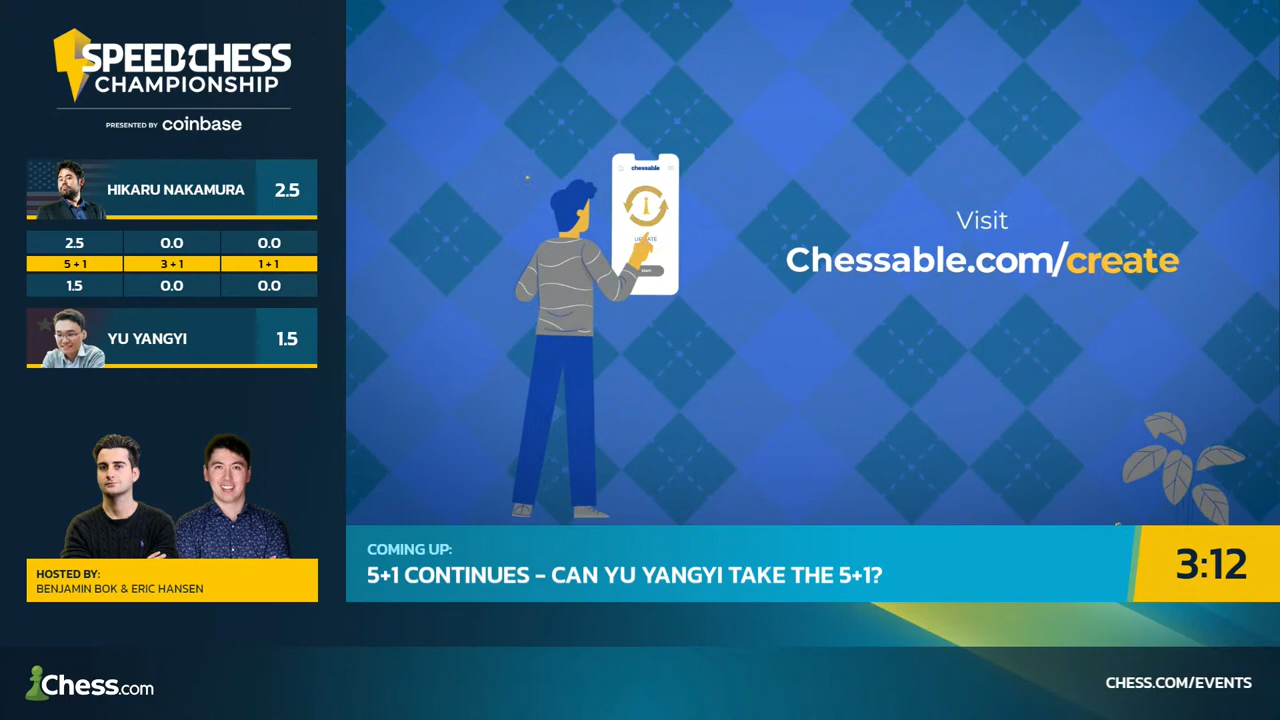 SPEED CHESS
CHAMPIONSHIP
PRESENTED BY coinbase
HIKARU NAKAMURA 2.5
2.5 0.0 0.0
5 + 1 3 + 1 1 + 1
1.5 0.0 0.0
YU YANGYI 1.5
HOSTED BY:
BENJAMIN BOK & ERIC HANSEN
chessable
Start
Visit
Chessable.com/create
COMING UP:
5+1 CONTINUES – CAN YU YANGYI TAKE THE 5+1?
3:12
Chess.com
CHESS.COM/EVENTS